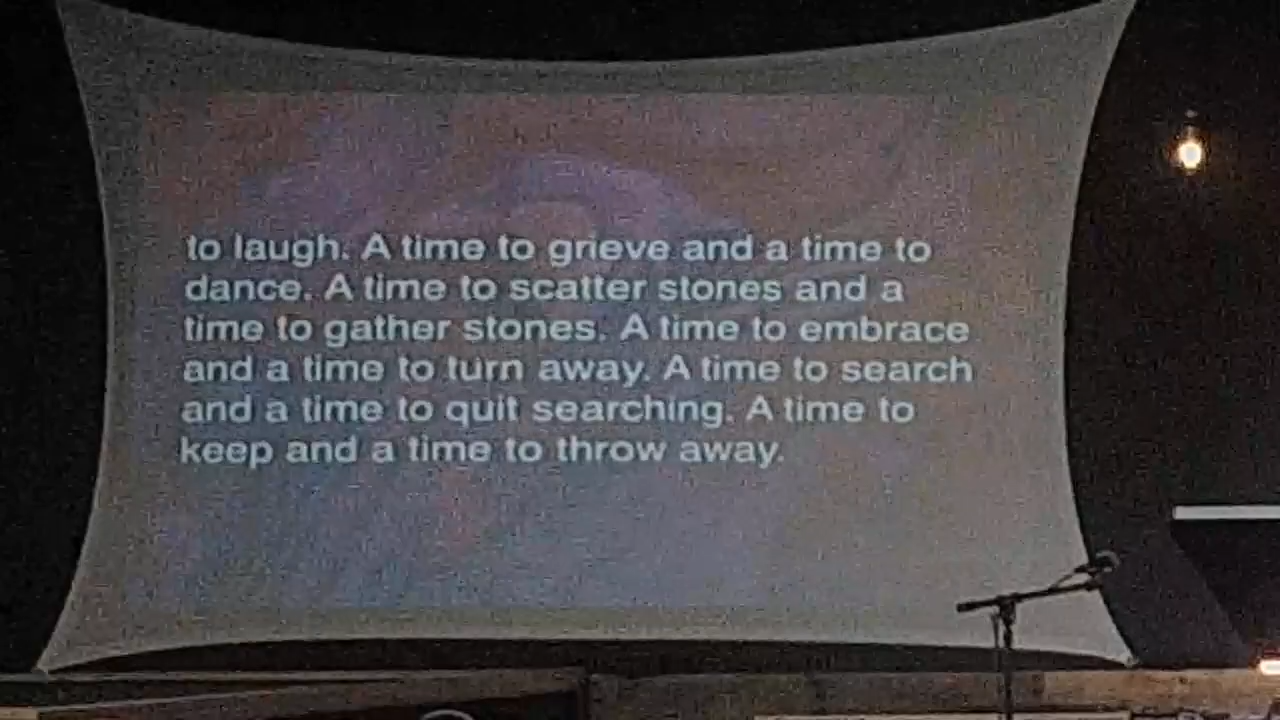 to laugh. A time to grieve and a time to
dance. A time to scatter stones and a
time to gather stones. A time to embrace
and a time to turn away. A time to search
and a time to quit searching. A time to
keep and a time to throw away.